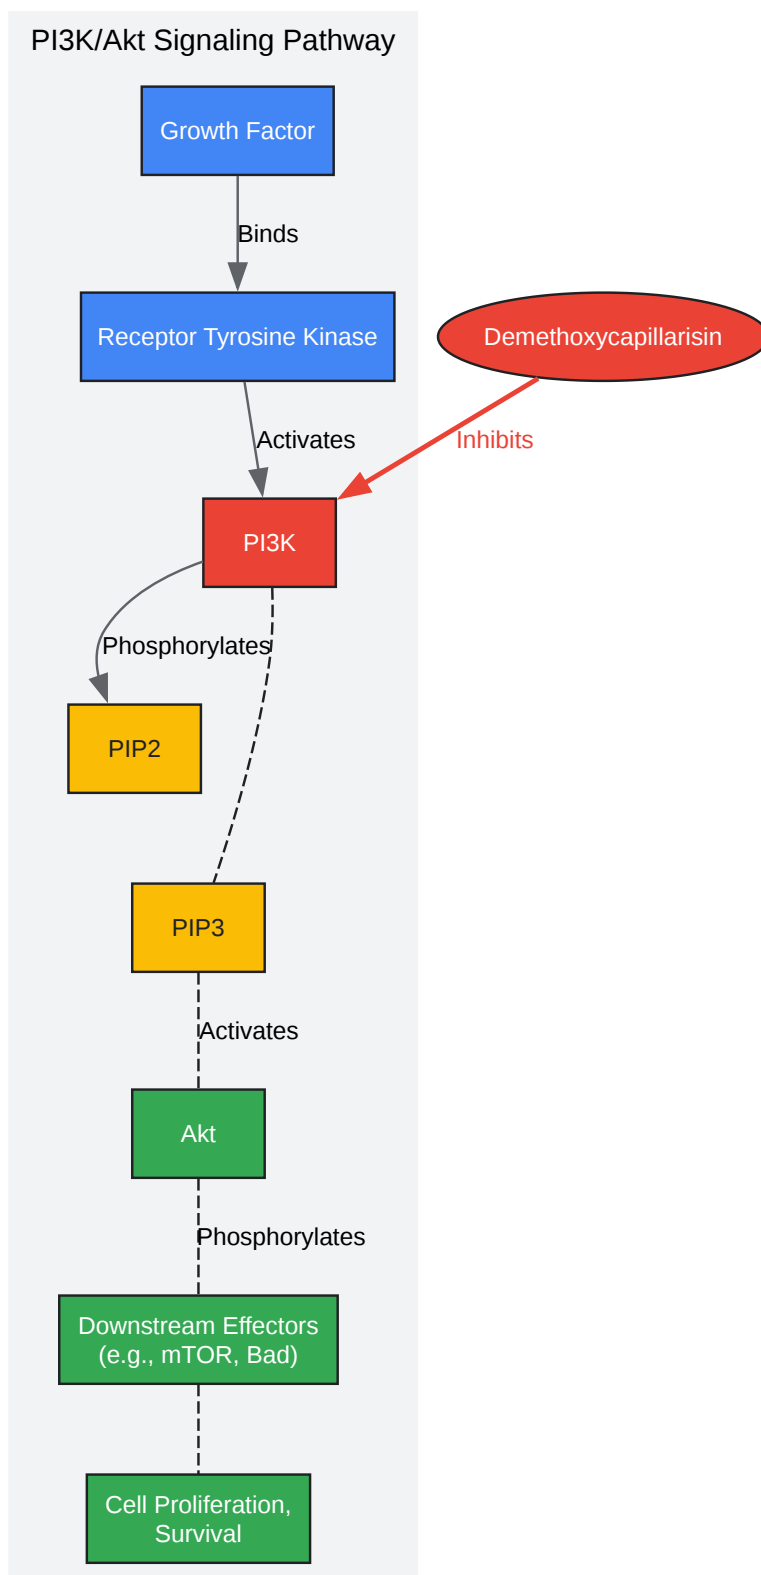 PI3K/Akt Signaling Pathway
Growth Factor
Binds
Receptor Tyrosine Kinase
Demethoxycapillarisin
Activates
Inhibits
PI3K
Phosphorylates
PIP2
PIP3
Activates
Akt
Phosphorylates
Downstream Effectors
(e.g., mTOR, Bad)
Cell Proliferation,
Survival